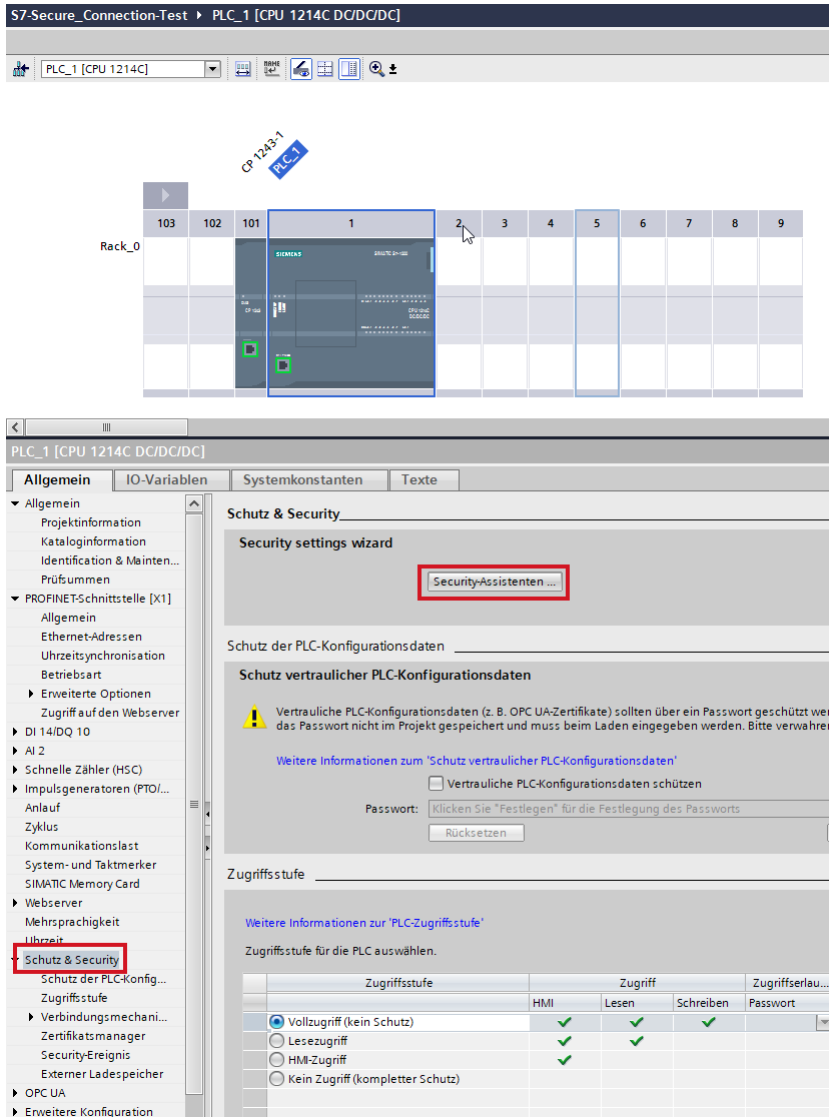 S7-Secure_Connection-Test ▸ PLC_1 [CPU 1214C DC/DC/DC]
PLC_1 [CPU 1214C]
CP 1243-1
PLC_1
103 102 101 1 2 3 4 5 6 7 8 9
Rack_0
SIEMENS
PLC_1 [CPU 1214C DC/DC/DC]
Allgemein IO-Variablen Systemkonstanten Texte
Allgemein
Projektinformation
Kataloginformation
Identification & Mainten...
Prüfsummen
PROFINET-Schnittstelle [X1]
Allgemein
Ethernet-Adressen
Uhrzeitsynchronisation
Betriebsart
Erweiterte Optionen
Zugriff auf den Webserver
DI 14/DQ 10
AI 2
Schnelle Zähler (HSC)
Impulsgeneratoren (PTO/...
Anlauf
Zyklus
Kommunikationslast
System- und Taktmerker
SIMATIC Memory Card
Webserver
Mehrsprachigkeit
Uhrzeit
Schutz & Security
Schutz der PLC-Konfig...
Zugriffsstufe
Verbindungsmechani...
Zertifikatsmanager
Security-Ereignis
Externer Ladespeicher
OPC UA
Erweitere Konfiguration
Schutz & Security
Security settings wizard
Security-Assistenten ...
Schutz der PLC-Konfigurationsdaten
Schutz vertraulicher PLC-Konfigurationsdaten
Vertrauliche PLC-Konfigurationsdaten (z. B. OPC UA-Zertifikate) sollten über ein Passwort geschützt wer
das Passwort nicht im Projekt gespeichert und muss beim Laden eingegeben werden. Bitte verwahre
Weitere Informationen zum 'Schutz vertraulicher PLC-Konfigurationsdaten'
Vertrauliche PLC-Konfigurationsdaten schützen
Passwort: Klicken Sie "Festlegen" für die Festlegung des Passworts
Rücksetzen
Zugriffsstufe
Weitere Informationen zur 'PLC-Zugriffsstufe'
Zugriffsstufe für die PLC auswählen.
Zugriffsstufe Zugriff Zugriffserlau...
HMI Lesen Schreiben Passwort
Vollzugriff (kein Schutz)
Lesezugriff
HMI-Zugriff
Kein Zugriff (kompletter Schutz)